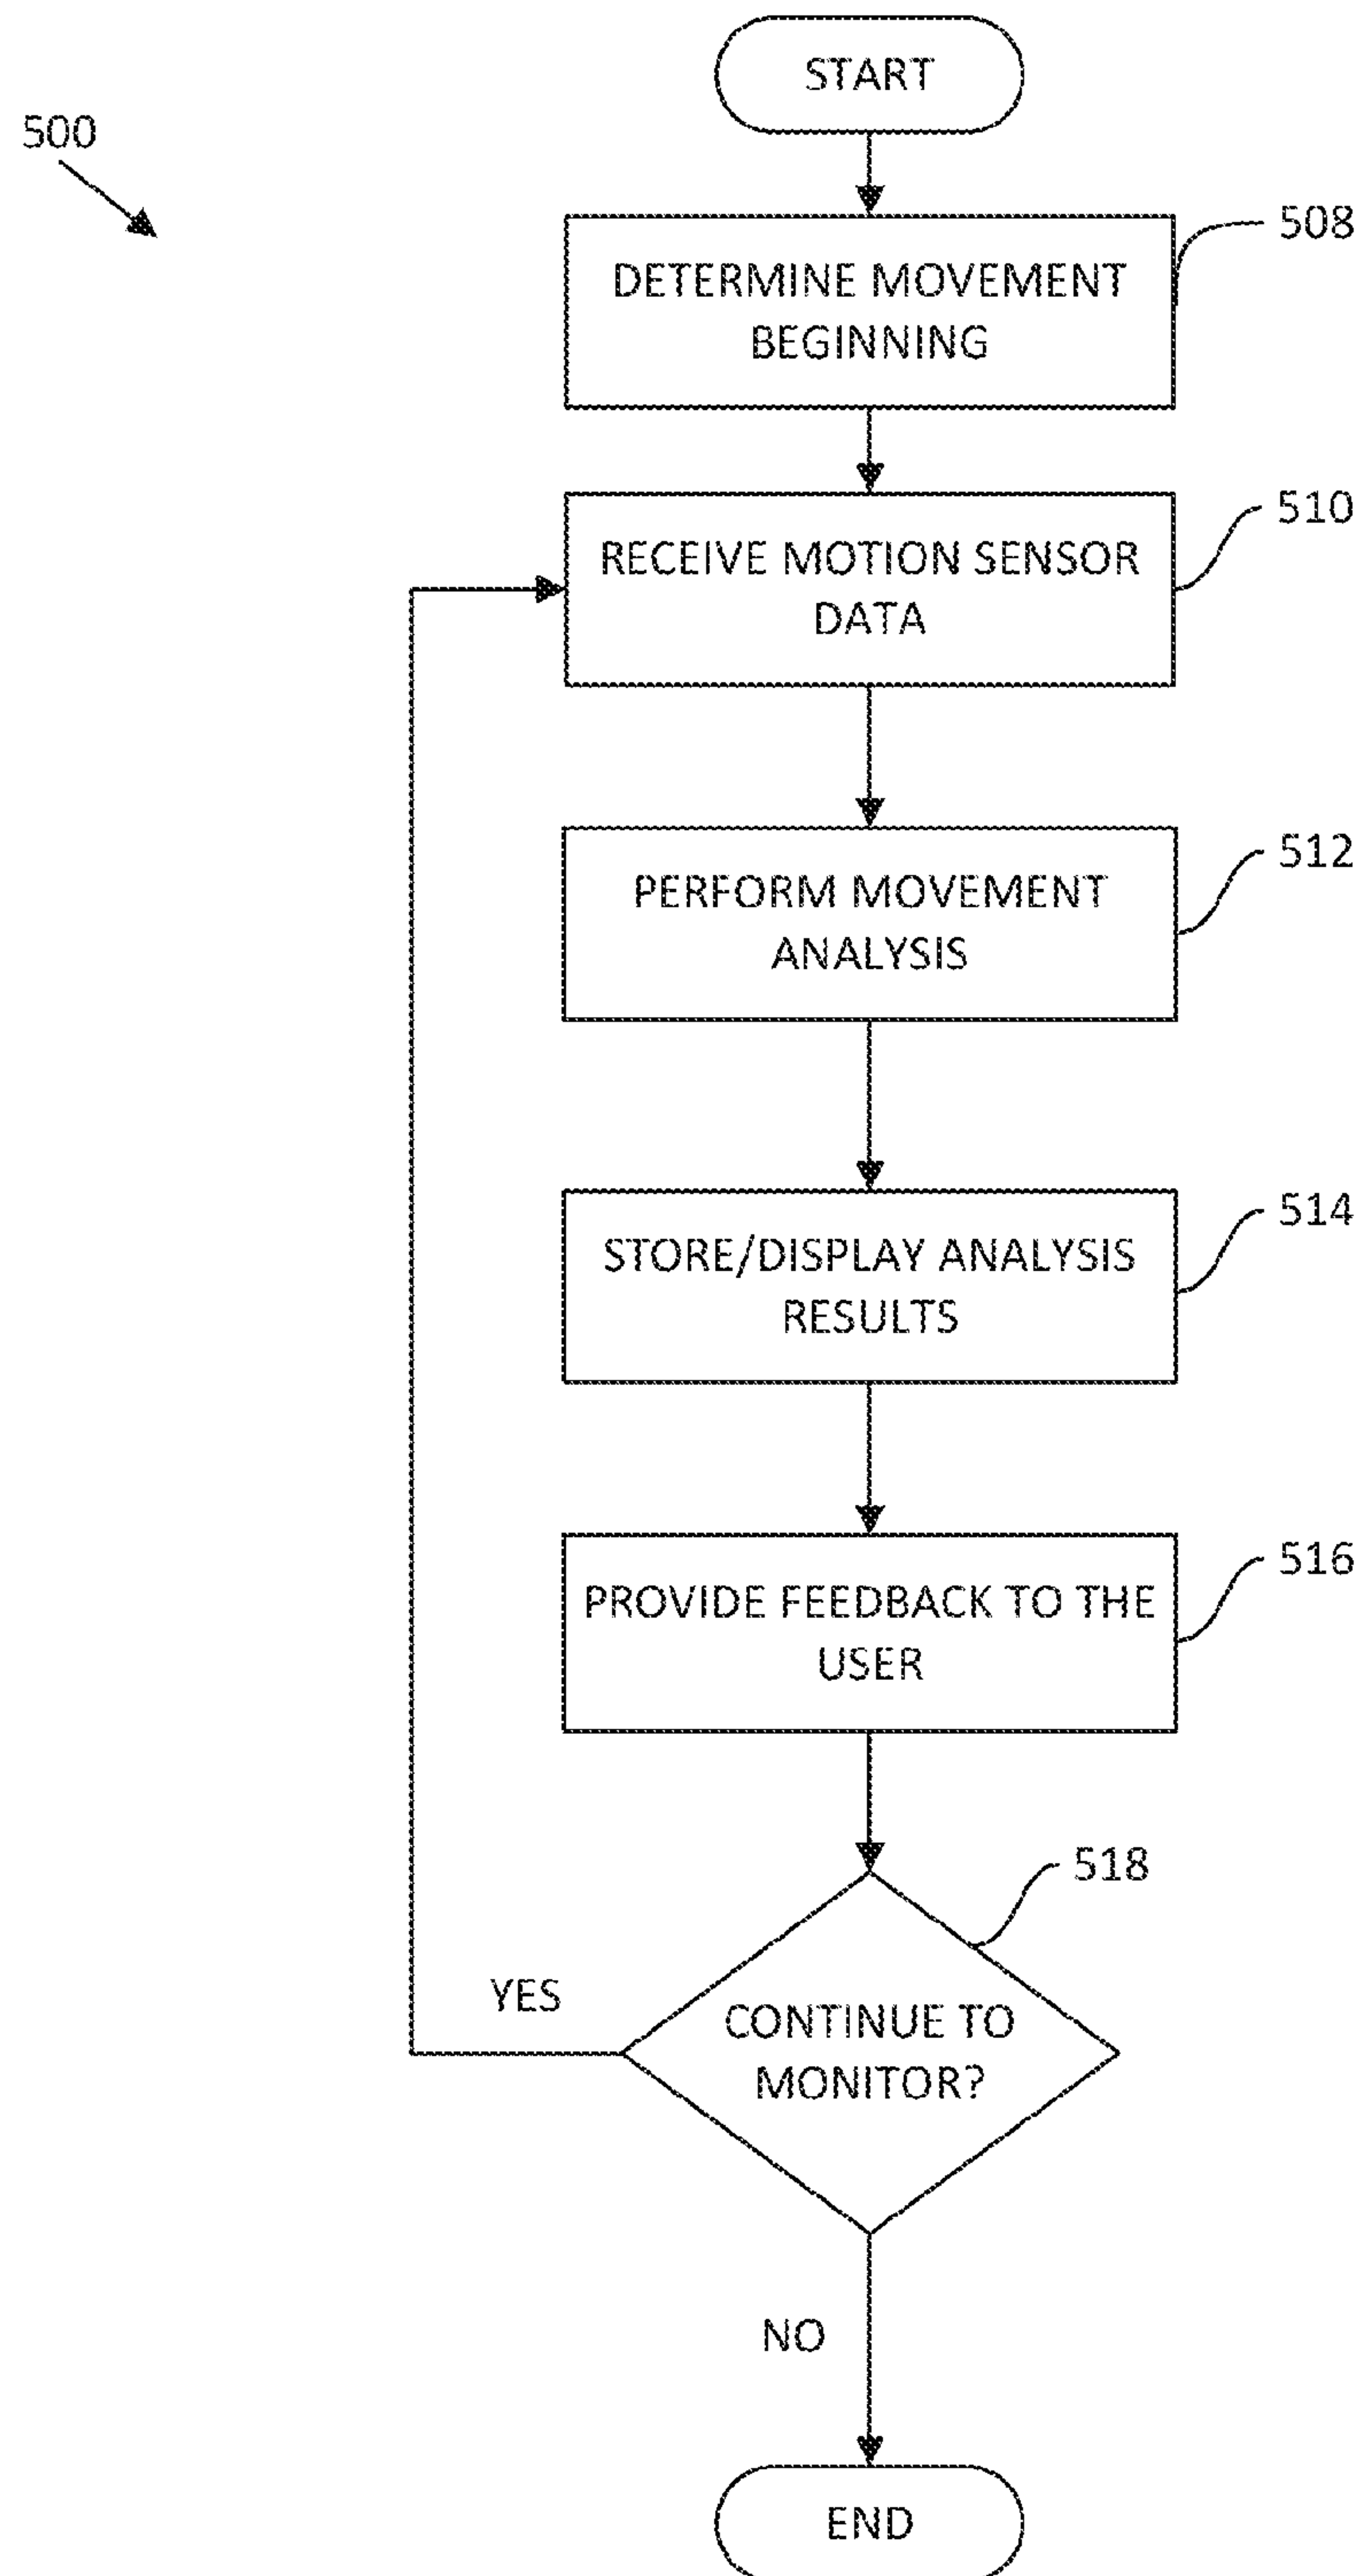 START
500
508
DETERMINE MOVEMENT
BEGINNING
510
RECEIVE MOTION SENSOR
DATA
512
PERFORM MOVEMENT
ANALYSIS
514
STORE/DISPLAY ANALYSIS
RESULTS
516
PROVIDE FEEDBACK TO THE
USER
518
YES
CONTINUE TO
MONITOR?
NO
END